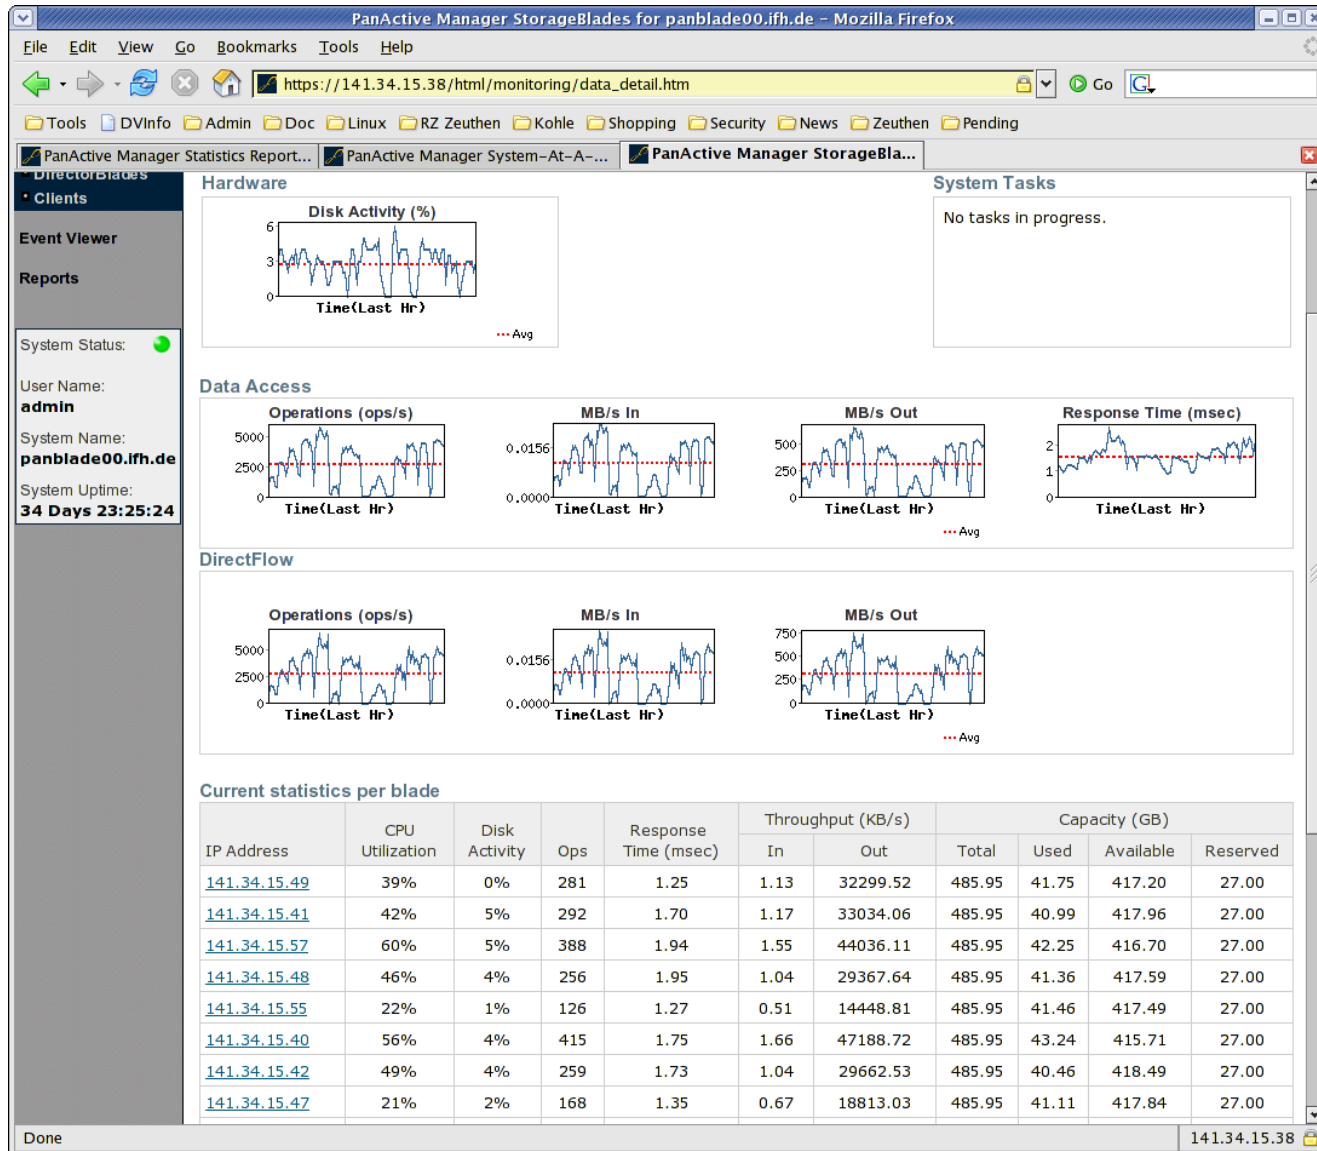 PanActive Manager StorageBlades for panblade00.ifh.de - Mozilla Firefox
File Edit View Go Bookmarks Tools Help
https://141.34.15.38/html/monitoring/data_detail.htm Go G
Tools DVInfo Admin Doc Linux RZ Zeuthen Kohle Shopping Security News Zeuthen Pending
PanActive Manager Statistics Report... PanActive Manager System-At-A-... PanActive Manager StorageBla...
DirectorBlades
Clients
Event Viewer
Reports
System Status:
User Name:
admin
System Name:
panblade00.ifh.de
System Uptime:
34 Days 23:25:24
Hardware
Disk Activity (%)
6
3
0
Time(Last Hr)
Avg
System Tasks
No tasks in progress.
Data Access
Operations (ops/s) MB/s In MB/s Out Response Time (msec)
5000 0.0156 500 2
2500 250 1
0 0.0000 0 0
Time(Last Hr) Time(Last Hr) Time(Last Hr) Time(Last Hr)
Avg
DirectFlow
Operations (ops/s) MB/s In MB/s Out
750
5000 0.0156 500
2500 250
0 0.0000 0
Time(Last Hr) Time(Last Hr) Time(Last Hr)
Avg
Current statistics per blade
Throughput (KB/s) Capacity (GB)
IP Address CPU Utilization Disk Activity Ops Response Time (msec) In Out Total Used Available Reserved
141.34.15.49 39% 0% 281 1.25 1.13 32299.52 485.95 41.75 417.20 27.00
141.34.15.41 42% 5% 292 1.70 1.17 33034.06 485.95 40.99 417.96 27.00
141.34.15.57 60% 5% 388 1.94 1.55 44036.11 485.95 42.25 416.70 27.00
141.34.15.48 46% 4% 256 1.95 1.04 29367.64 485.95 41.36 417.59 27.00
141.34.15.55 22% 1% 126 1.27 0.51 14448.81 485.95 41.46 417.49 27.00
141.34.15.40 56% 4% 415 1.75 1.66 47188.72 485.95 43.24 415.71 27.00
141.34.15.42 49% 4% 259 1.73 1.04 29662.53 485.95 40.46 418.49 27.00
141.34.15.47 21% 2% 168 1.35 0.67 18813.03 485.95 41.11 417.84 27.00
Done 141.34.15.38